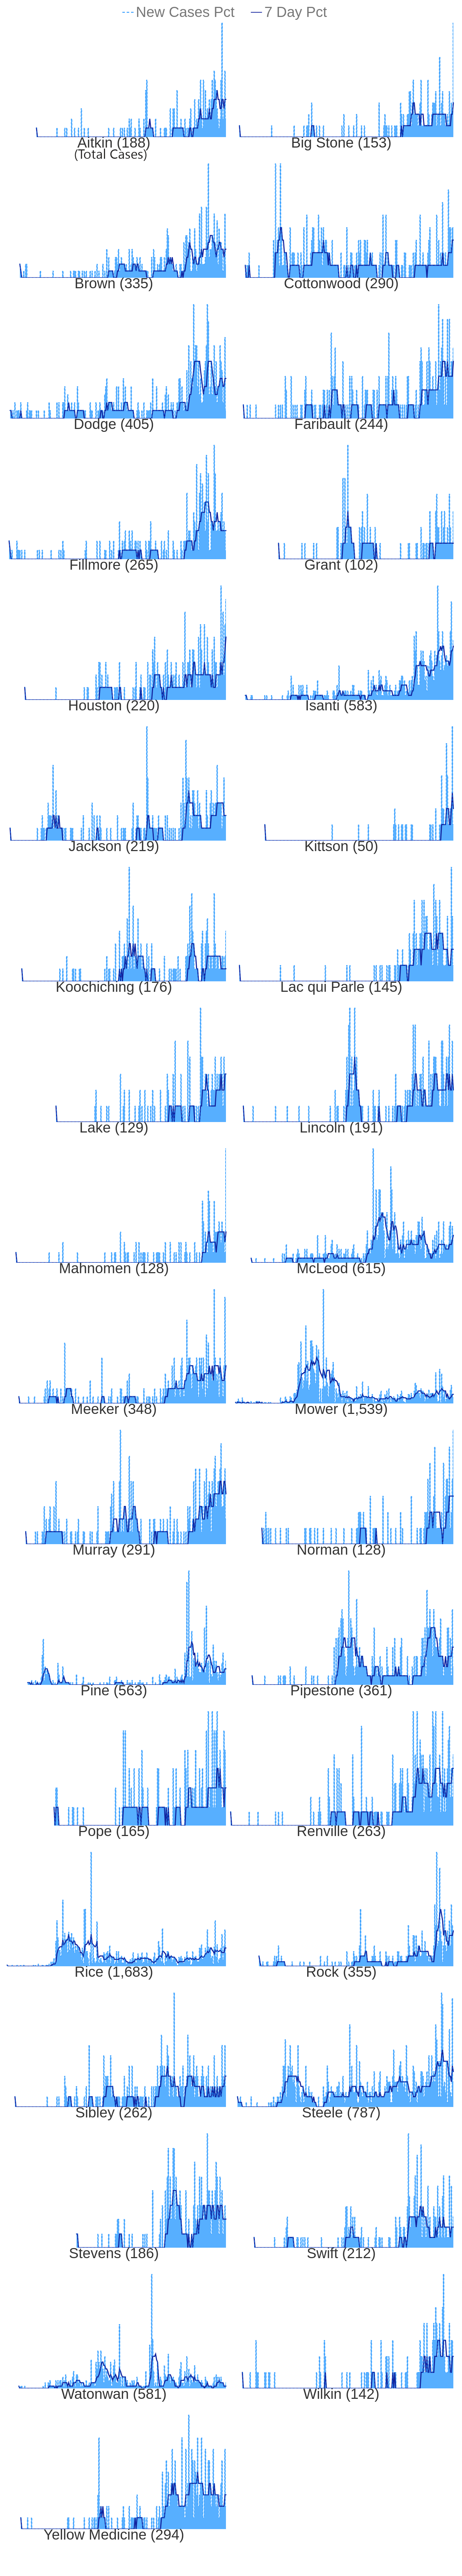 New Cases Pct 7 Day Pct
Aitkin (188) Big Stone (153)
(Total Cases)
Brown (335) Cottonwood (290)
Dodge (405) Faribault (244)
Fillmore (265) Grant (102)
Houston (220) Isanti (583)
Jackson (219) Kittson (50)
Koochiching (176) Lac qui Parle (145)
Lake (129) Lincoln (191)
Mahnomen (128) McLeod (615)
Meeker (348) Mower (1,539)
Murray (291) Norman (128)
Pine (563) Pipestone (361)
Pope (165) Renville (263)
Rice (1,683) Rock (355)
Sibley (262) Steele (787)
Stevens (186) Swift (212)
Watonwan (581) Wilkin (142)
Yellow Medicine (294)